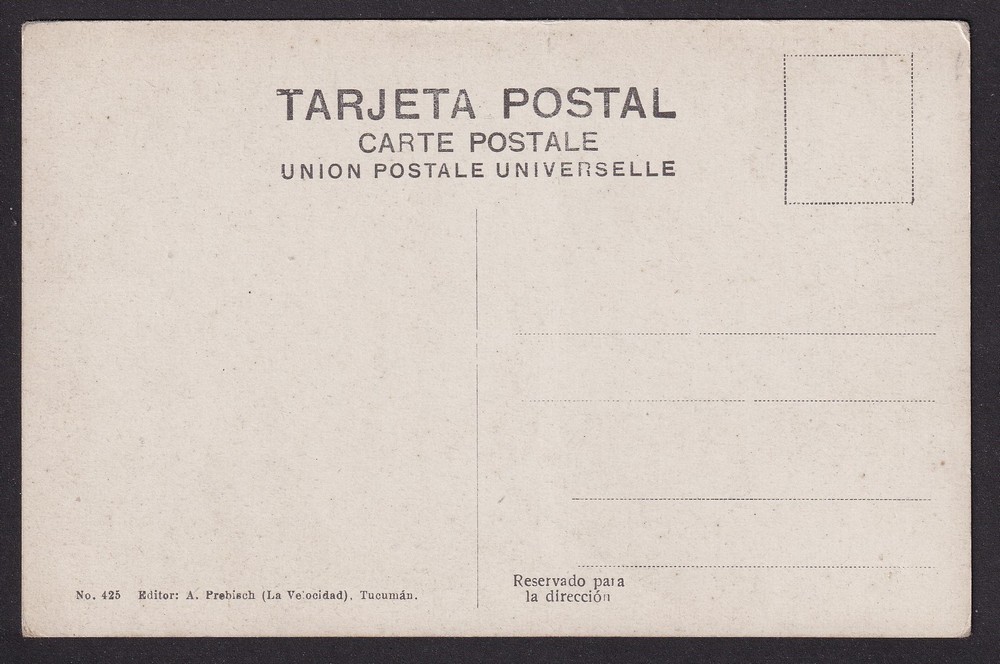 TARJETA POSTAL
CARTE POSTALE
UNION POSTALE UNIVERSELLE
No. 425 Editor: A. Prebisch (La Velocidad), Tucumán.
Reservado para
la dirección